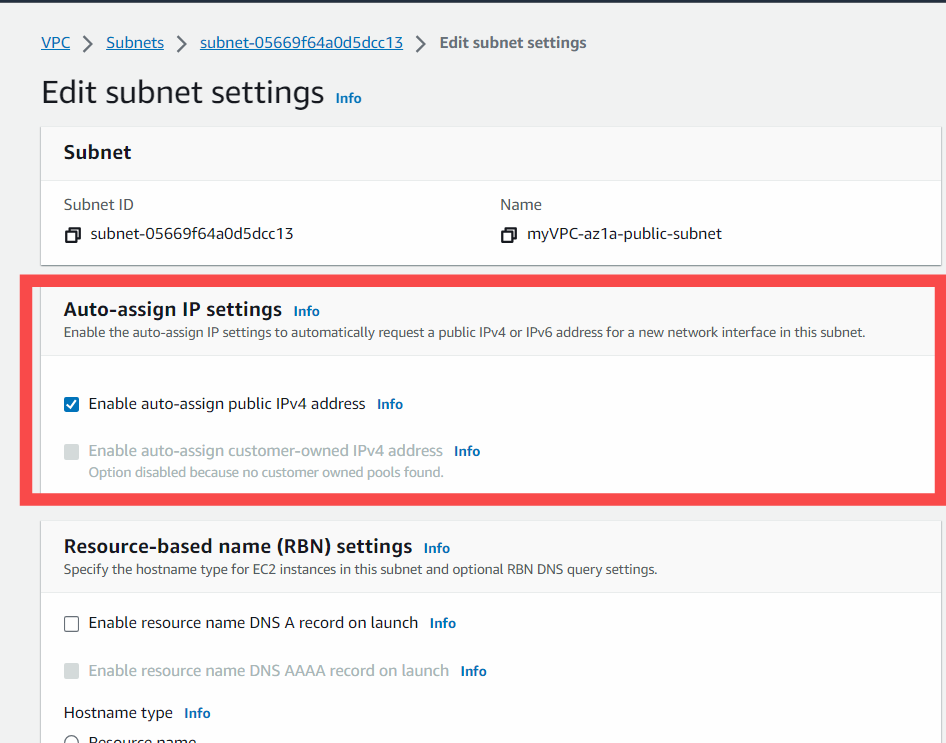 VPC > Subnets > subnet-05669f64a0d5dcc13 > Edit subnet settings
Edit subnet settings Info
Subnet
Subnet ID Name
subnet-05669f64a0d5dcc13 myVPC-az1a-public-subnet
Auto-assign IP settings Info
Enable the auto-assign IP settings to automatically request a public IPv4 or IPv6 address for a new network interface in this subnet.
Enable auto-assign public IPv4 address Info
Enable auto-assign customer-owned IPv4 address Info
Option disabled because no customer owned pools found.
Resource-based name (RBN) settings Info
Specify the hostname type for EC2 instances in this subnet and optional RBN DNS query settings.
Enable resource name DNS A record on launch Info
Enable resource name DNS AAAA record on launch Info
Hostname type Info
Resource name